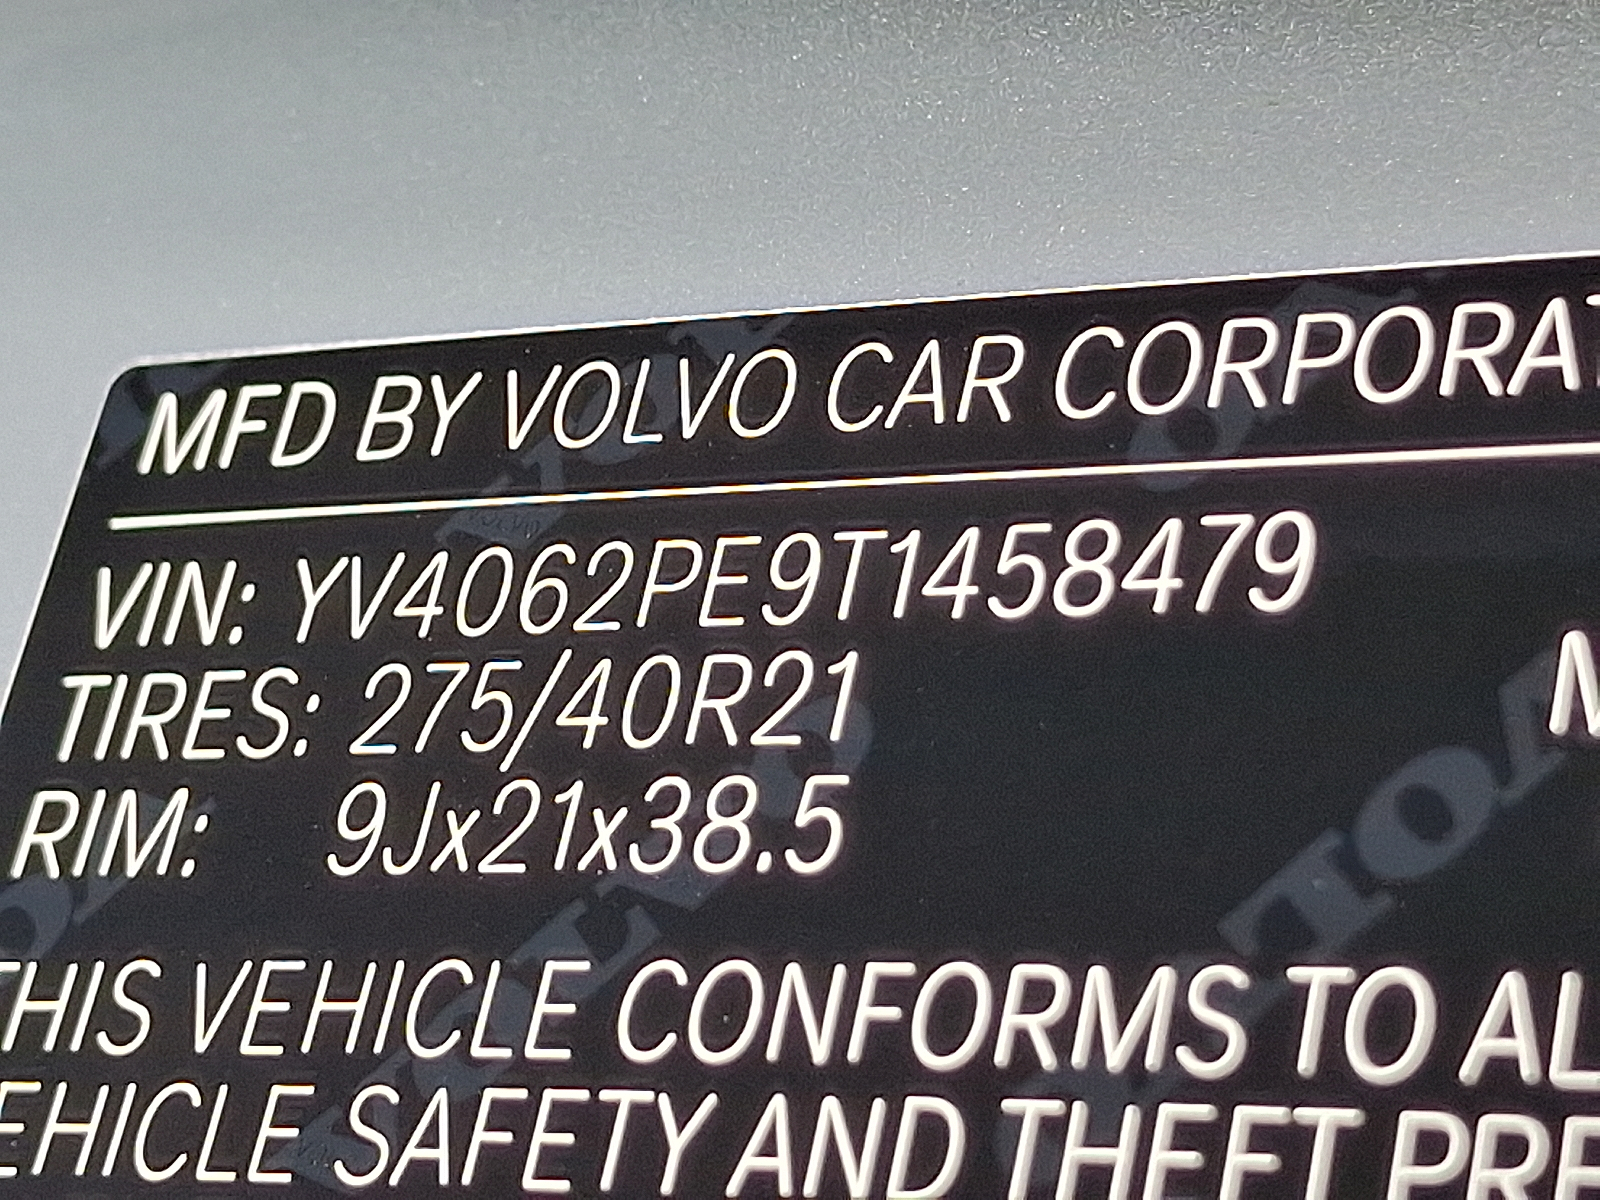 MFD BY VOLVO CAR CORPORAT
VIN: YV4062PE9T1458479
TIRES: 275/40R21
RIM: 9Jx21x38.5
THIS VEHICLE CONFORMS TO AL
EHICLE SAFETY AND THEFT PRE